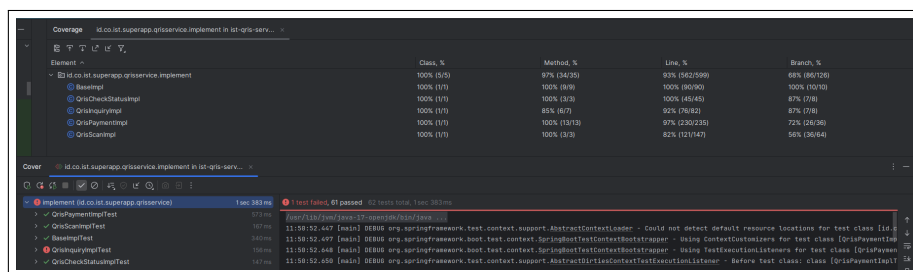 Coverage id.co.ist.superapp.qrisservice.implement in ist-qris-serv... ×
Element Class, % Method, % Line, % Branch, %
id.co.ist.superapp.qrisservice.implement 100% (5/5) 97% (34/35) 93% (562/599) 68% (86/126)
BaseImpl 100% (1/1) 100% (9/9) 100% (90/90) 100% (10/10)
QrisCheckStatusImpl 100% (1/1) 100% (3/3) 100% (45/45) 87% (7/8)
QrisInquiryImpl 100% (1/1) 85% (6/7) 92% (76/82) 87% (7/8)
QrisPaymentImpl 100% (1/1) 100% (13/13) 97% (230/235) 72% (26/36)
QrisScanImpl 100% (1/1) 100% (3/3) 82% (121/147) 56% (36/64)
Cover id.co.ist.superapp.qrisservice.implement in ist-qris-serv... ×
implement (id.co.ist.superapp.qrisservice) 1 sec 383 ms 1 test failed, 61 passed 62 tests total, 1 sec 383 ms
QrisPaymentImplTest 573 ms /usr/lib/jvm/java-17-openjdk/bin/java ...
QrisScanImplTest 167 ms 11:50:52.447 [main] DEBUG org.springframework.test.context.support.AbstractContextLoader - Could not detect default resource locations for test class [id.c
BaseImplTest 340 ms 11:50:52.497 [main] DEBUG org.springframework.boot.test.context.SpringBootTestContextBootstrapper - Using ContextCustomizers for test class [QrisPaymentIm
QrisInquiryImplTest 156 ms 11:50:52.648 [main] DEBUG org.springframework.boot.test.context.SpringBootTestContextBootstrapper - Using TestExecutionListeners for test class [QrisPayme
QrisCheckStatusImplTest 147 ms 11:50:52.650 [main] DEBUG org.springframework.test.context.support.AbstractDirtiesContextTestExecutionListener - Before test class: class [QrisPaymentImplT